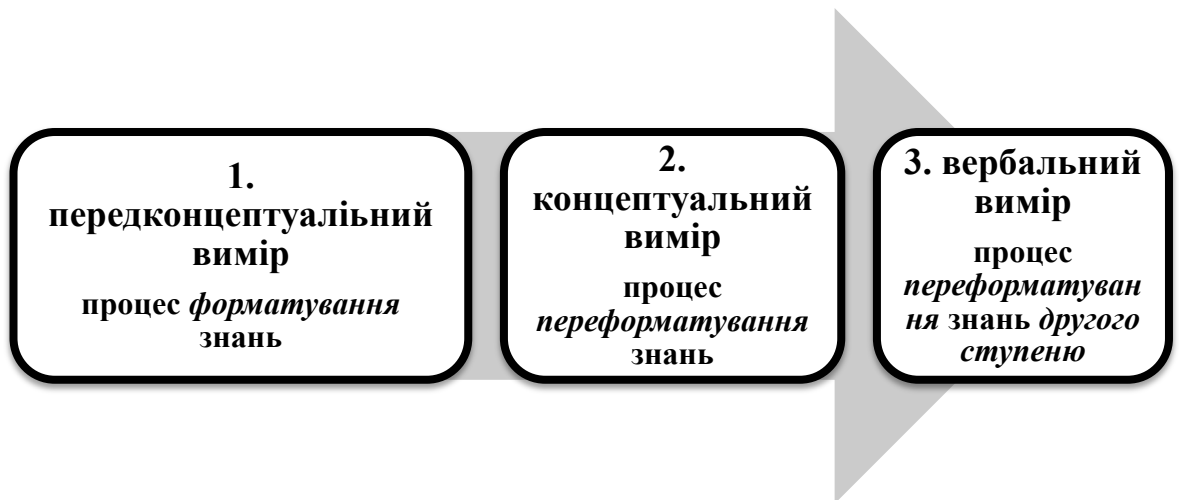 1.
передконцептуаліьний
вимір
процес форматування
знань
2.
концептуальний
вимір
процес
переформатування
знань
3. вербальний
вимір
процес
переформатуван
ня знань другого
ступеню